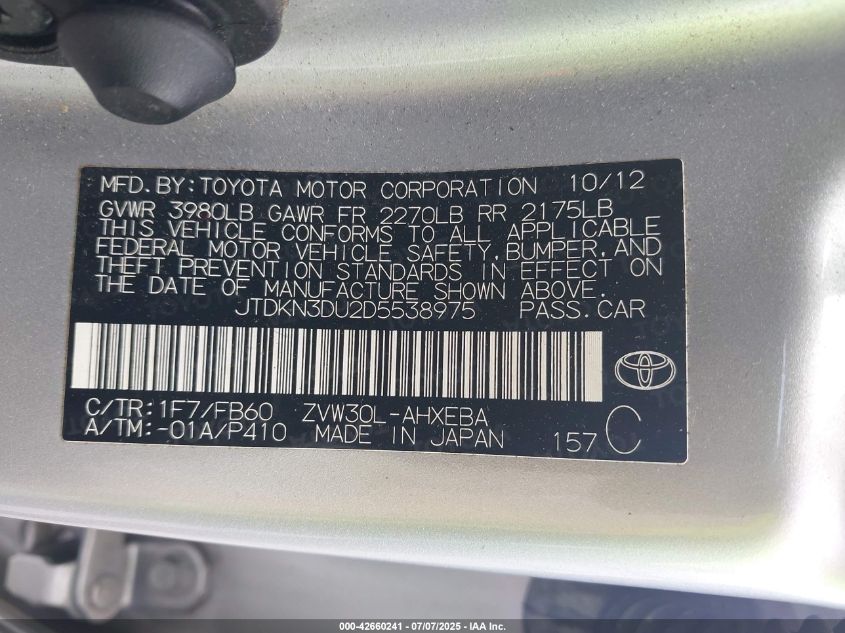 MFD. BY: TOYOTA MOTOR CORPORATION 10/12
GVWR 3980LB GAWR FR 2270LB RR 2175LB
THIS VEHICLE CONFORMS TO ALL APPLICABLE
FEDERAL MOTOR VEHICLE SAFETY, BUMPER, AND
THEFT PREVENTION STANDARDS IN EFFECT ON
THE DATE OF MANUFACTURE SHOWN ABOVE.
JTDKN3DU2D5538975 PASS. CAR
C/TR: 1F7/FB60 ZVW30L-AHXEBA
A/TM: -01A/P410 MADE IN JAPAN 157 C
000-42660241 / 07/07/2025 - IAA Inc.